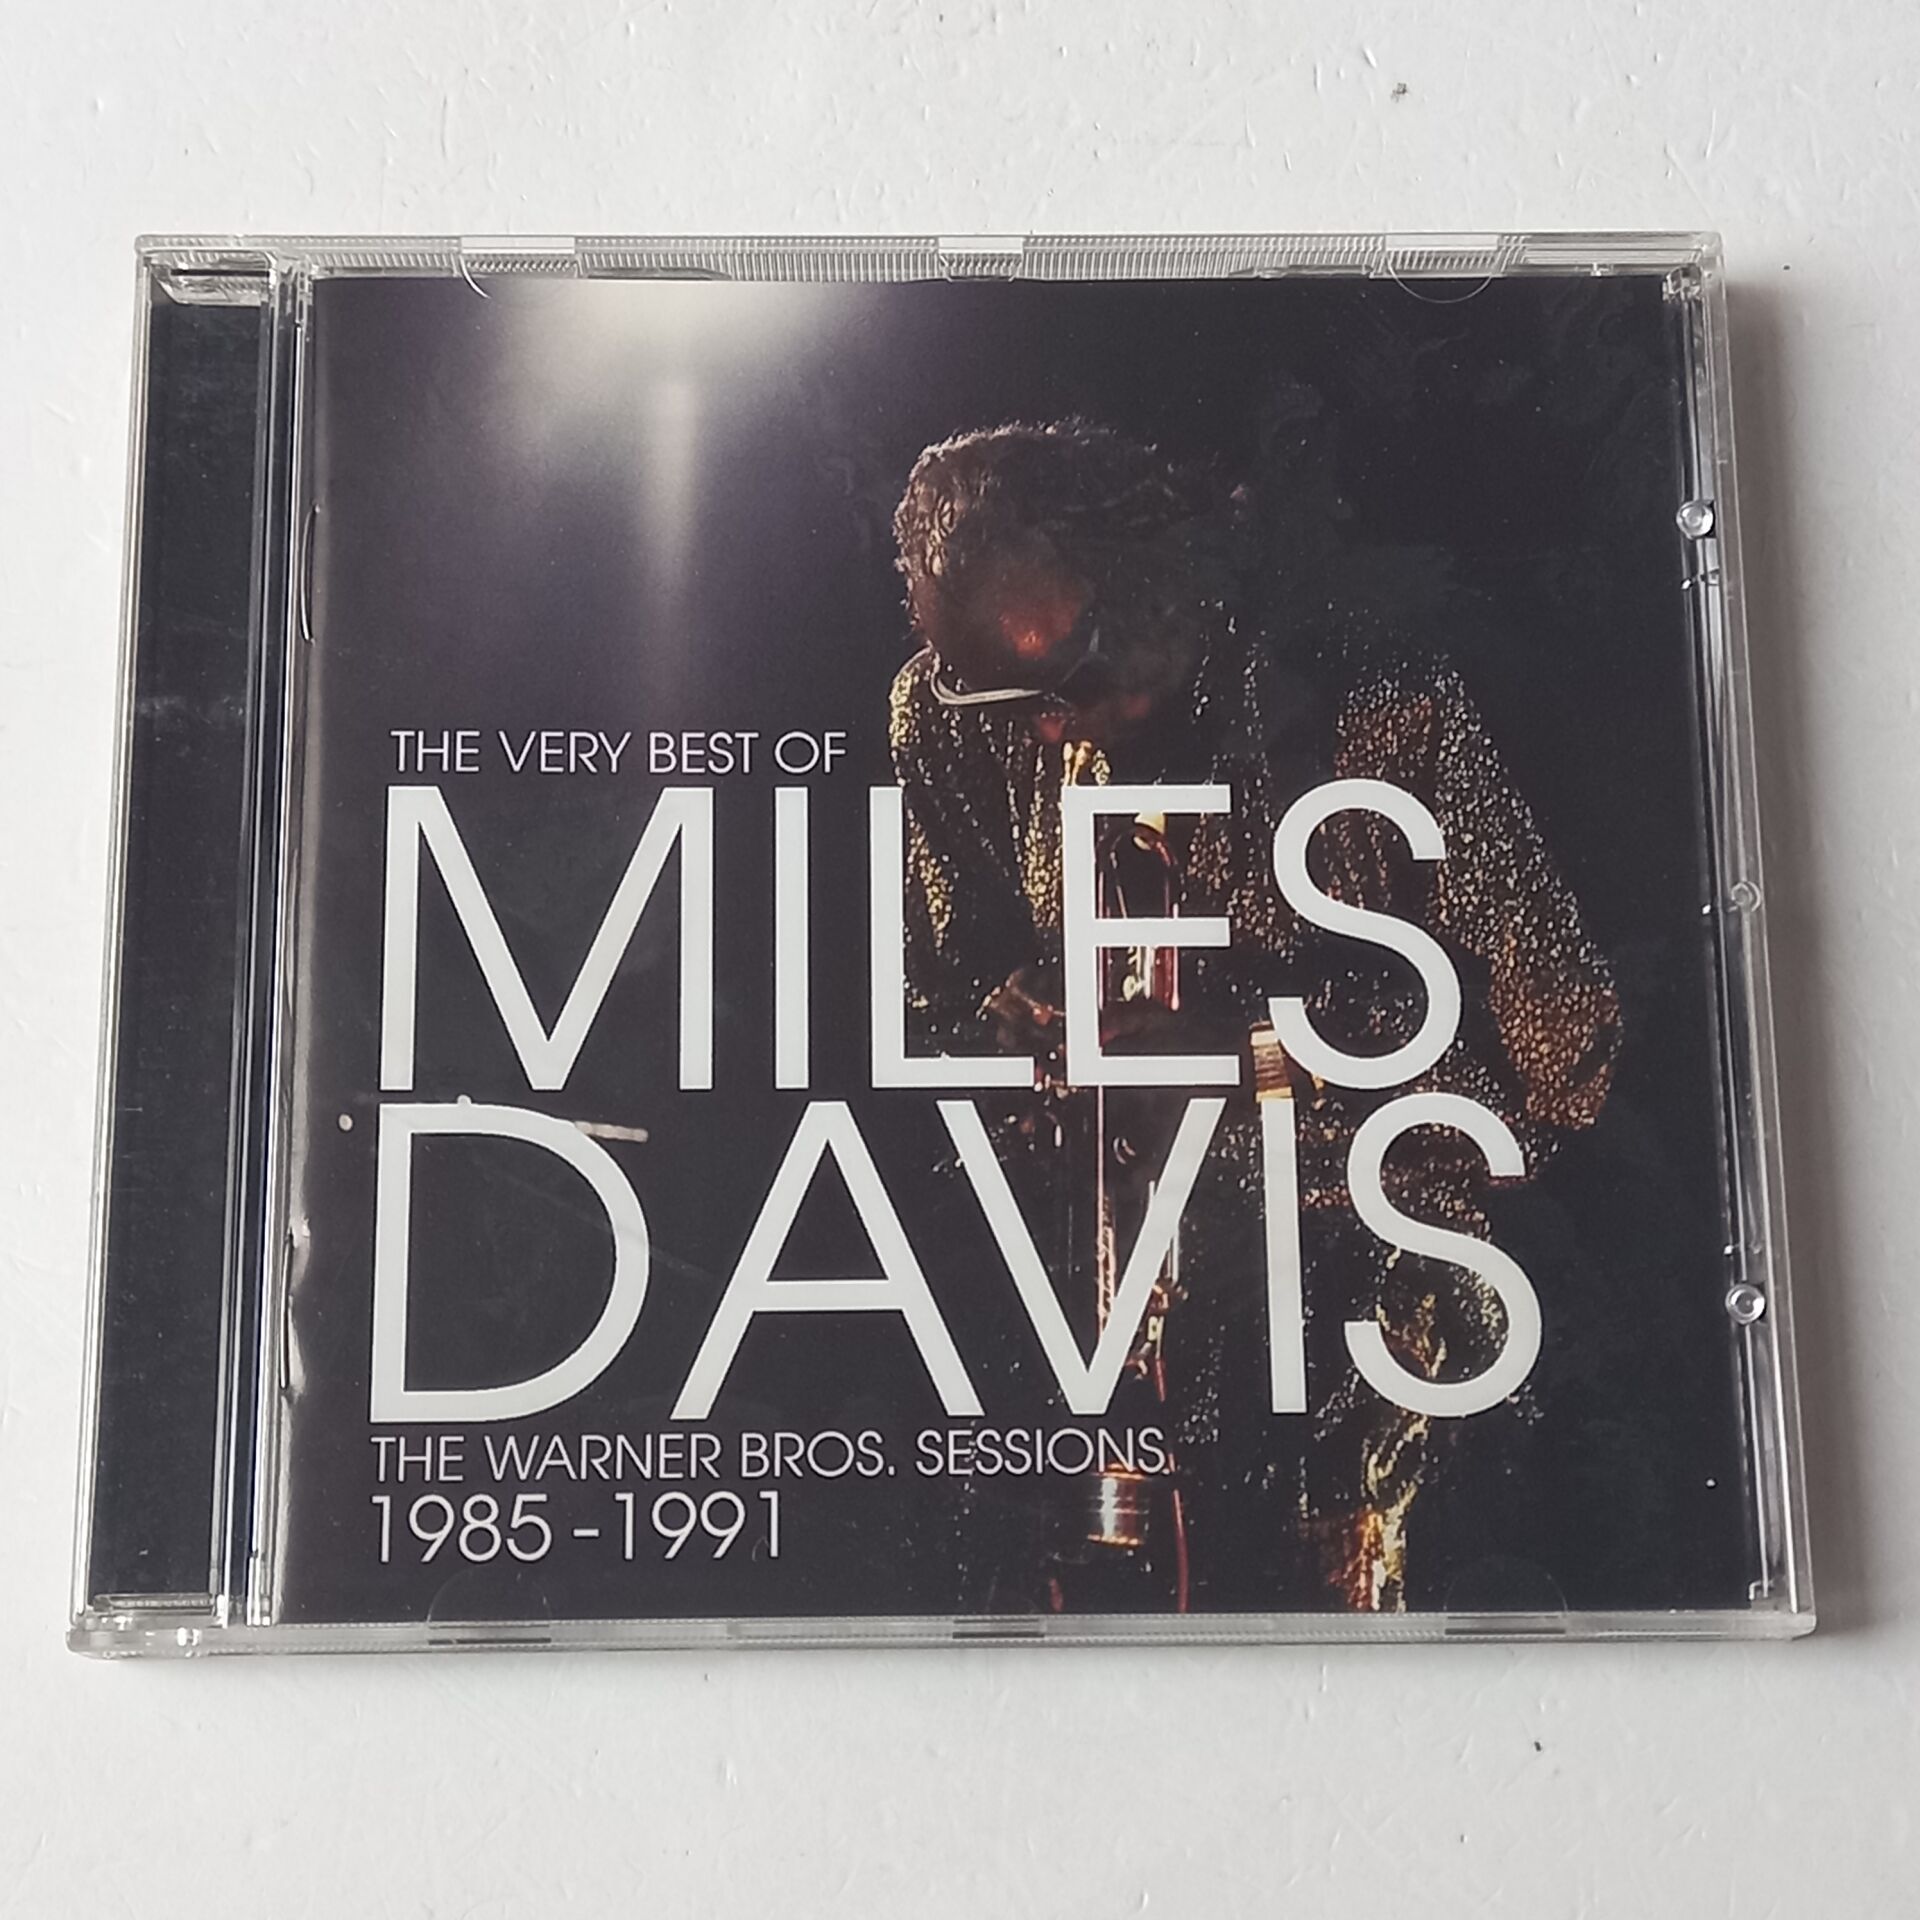 THE VERY BEST OF
MILES
DAVIS
THE WARNER BROS. SESSIONS
1985-1991